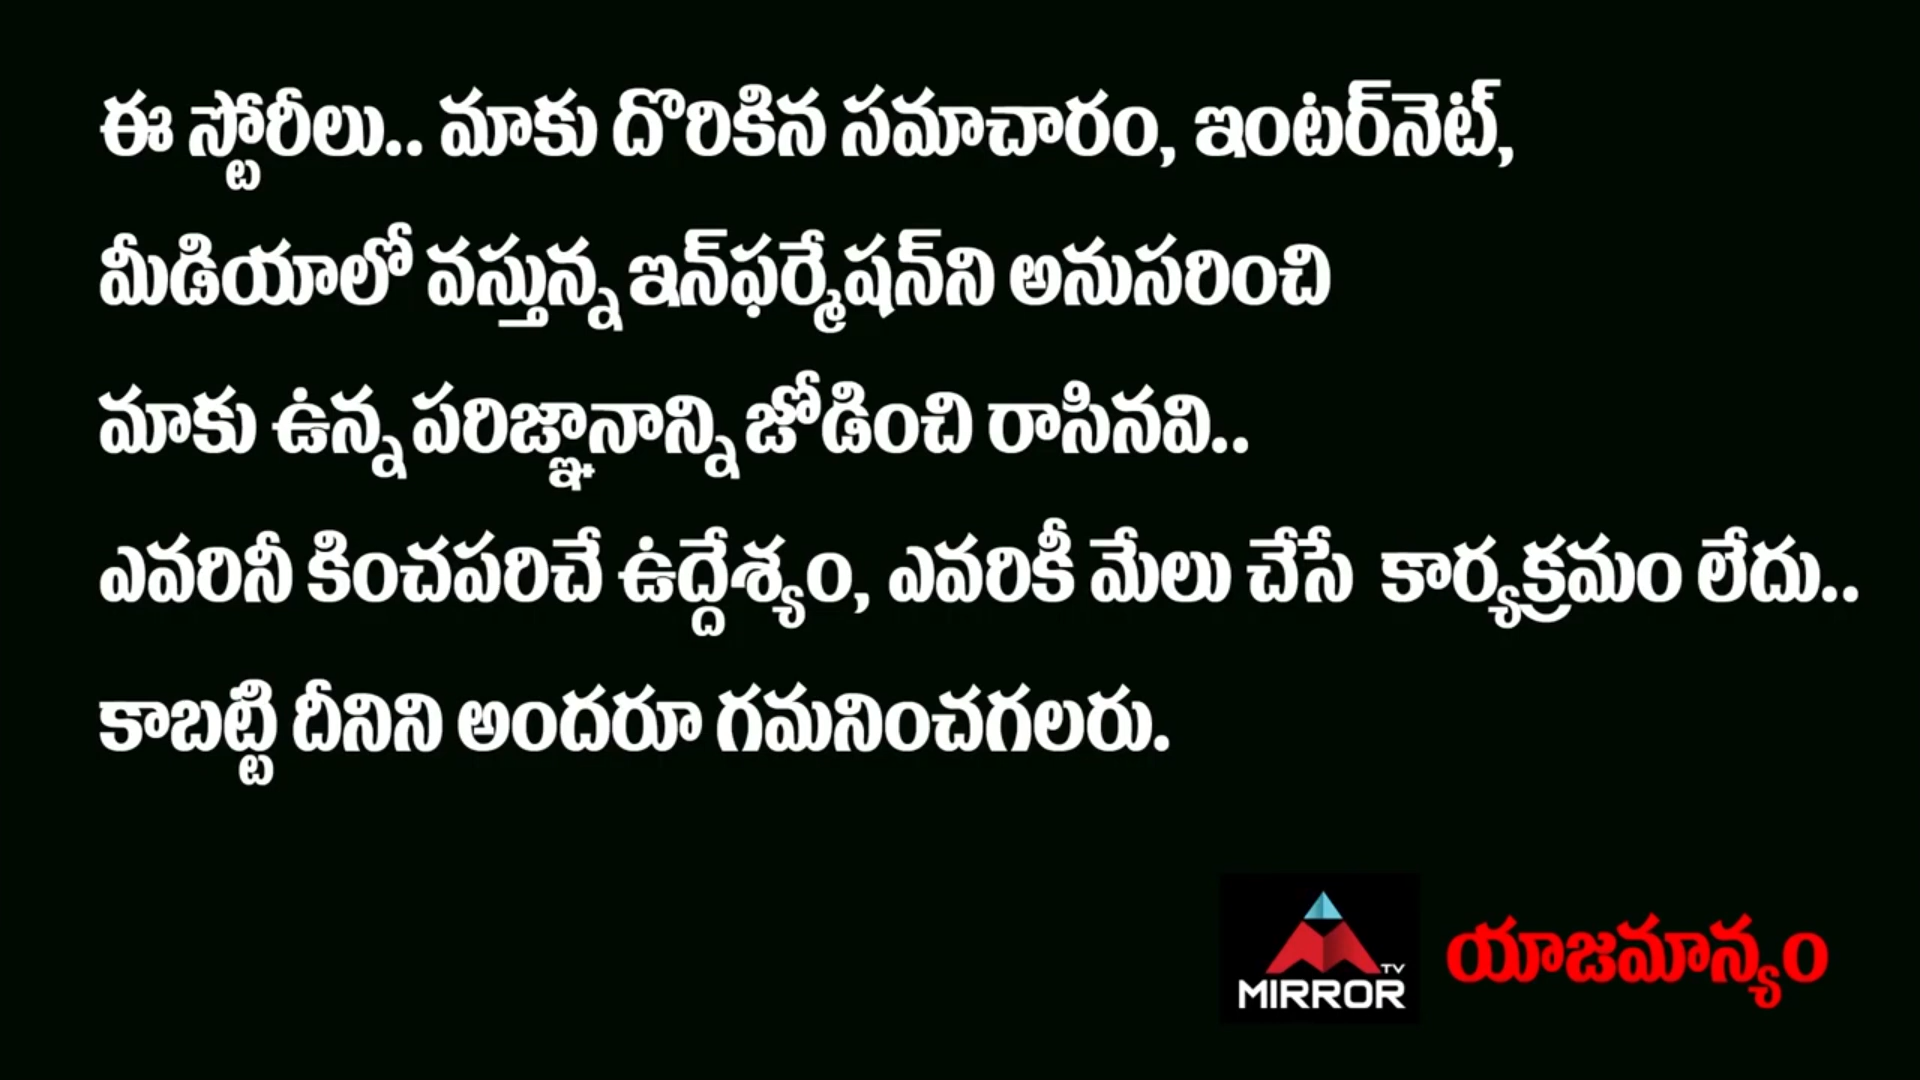 ఈ స్టోరీలు.. మాకు దొరికిన సమాచారం, ఇంటర్‌నెట్,
మీడియాలో వస్తున్న ఇన్‌ఫర్మేషన్‌ని అనుసరించి
మాకు ఉన్న పరిజ్ఞానాన్ని జోడించి రాసినవి..
ఎవరినీ కించపరిచే ఉద్దేశ్యం, ఎవరికీ మేలు చేసే కార్యక్రమం లేదు..
కాబట్టి దీనిని అందరూ గమనించగలరు.
TV
MIRROR
యాజమాన్యం